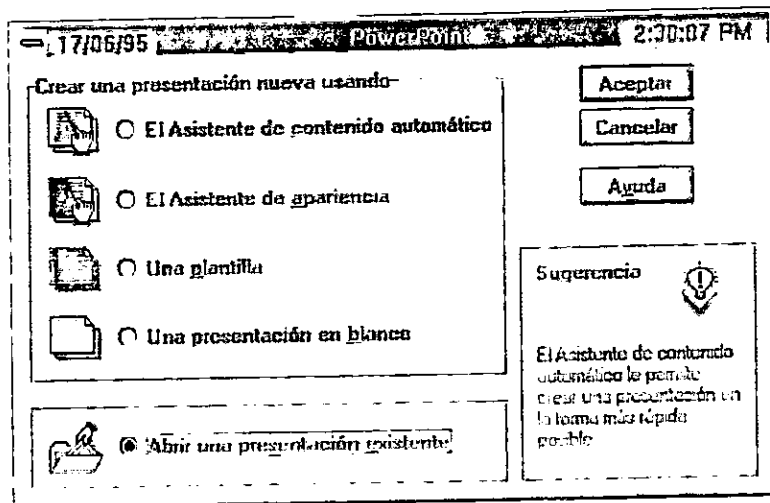 17/06/95 PowerPoint 2:30:07 PM
Crear una presentación nueva usando
El Asistente de contenido automático
El Asistente de apariencia
Una plantilla
Una presentación en blanco
Abrir una presentación existente
Aceptar
Cancelar
Ayuda
Sugerencia
El Asistente de contenido
automático le permite
crear una presentación en
la forma más rápida
posible